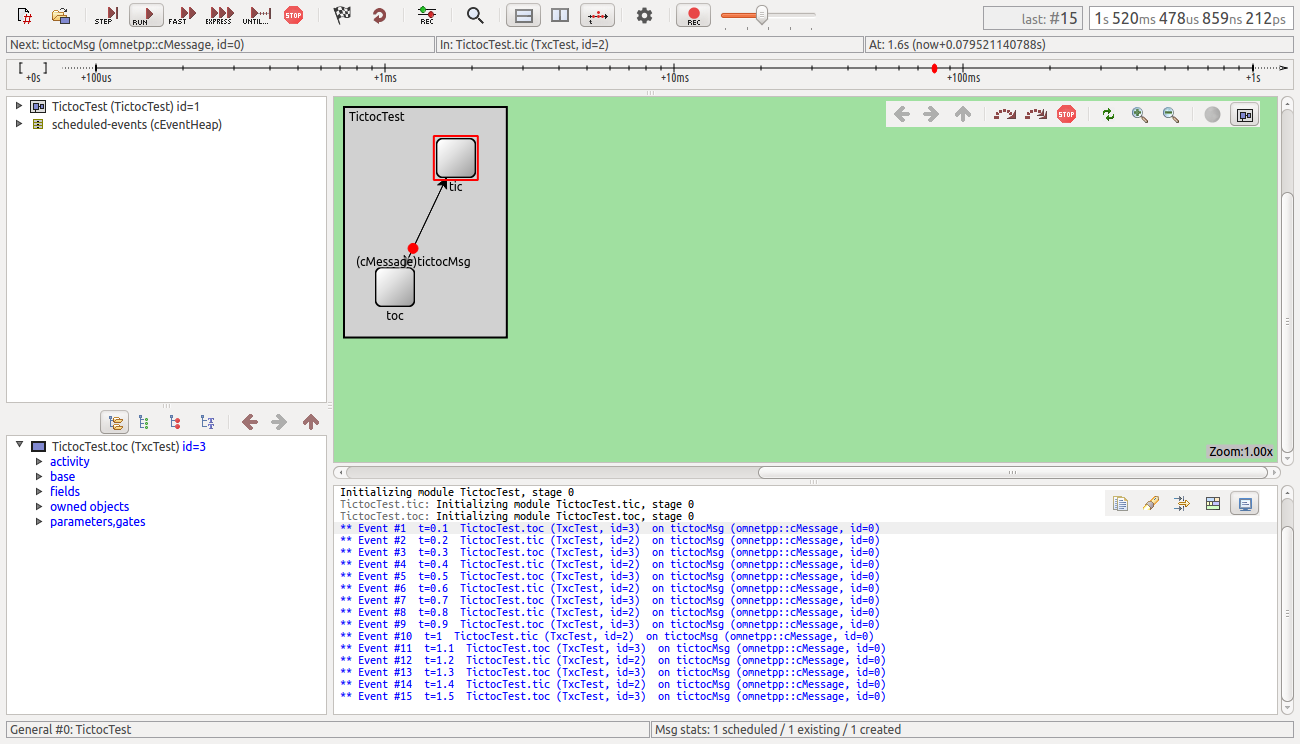 STEP RUN FAST EXPRESS UNTIL... STOP REC REC last: #15 1s 520ms 478us 859ns 212ps
Next: tictocMsg (omnetpp::cMessage, id=0) In: TictocTest.tic (TxcTest, id=2) At: 1.6s (now+0.079521140788s)
[ ]
+0s +100us +1ms +10ms +100ms +1s
TictocTest (TictocTest) id=1
scheduled-events (cEventHeap)
TictocTest
STOP
tic
(cMessage)tictocMsg
toc
Zoom:1.00x
TictocTest.toc (TxcTest) id=3
activity
base
fields
owned objects
parameters,gates
Initializing module TictocTest, stage 0
TictocTest.tic: Initializing module TictocTest.tic, stage 0
TictocTest.toc: Initializing module TictocTest.toc, stage 0
** Event #1 t=0.1 TictocTest.toc (TxcTest, id=3) on tictocMsg (omnetpp::cMessage, id=0)
** Event #2 t=0.2 TictocTest.tic (TxcTest, id=2) on tictocMsg (omnetpp::cMessage, id=0)
** Event #3 t=0.3 TictocTest.toc (TxcTest, id=3) on tictocMsg (omnetpp::cMessage, id=0)
** Event #4 t=0.4 TictocTest.tic (TxcTest, id=2) on tictocMsg (omnetpp::cMessage, id=0)
** Event #5 t=0.5 TictocTest.toc (TxcTest, id=3) on tictocMsg (omnetpp::cMessage, id=0)
** Event #6 t=0.6 TictocTest.tic (TxcTest, id=2) on tictocMsg (omnetpp::cMessage, id=0)
** Event #7 t=0.7 TictocTest.toc (TxcTest, id=3) on tictocMsg (omnetpp::cMessage, id=0)
** Event #8 t=0.8 TictocTest.tic (TxcTest, id=2) on tictocMsg (omnetpp::cMessage, id=0)
** Event #9 t=0.9 TictocTest.toc (TxcTest, id=3) on tictocMsg (omnetpp::cMessage, id=0)
** Event #10 t=1 TictocTest.tic (TxcTest, id=2) on tictocMsg (omnetpp::cMessage, id=0)
** Event #11 t=1.1 TictocTest.toc (TxcTest, id=3) on tictocMsg (omnetpp::cMessage, id=0)
** Event #12 t=1.2 TictocTest.tic (TxcTest, id=2) on tictocMsg (omnetpp::cMessage, id=0)
** Event #13 t=1.3 TictocTest.toc (TxcTest, id=3) on tictocMsg (omnetpp::cMessage, id=0)
** Event #14 t=1.4 TictocTest.tic (TxcTest, id=2) on tictocMsg (omnetpp::cMessage, id=0)
** Event #15 t=1.5 TictocTest.toc (TxcTest, id=3) on tictocMsg (omnetpp::cMessage, id=0)
General #0: TictocTest Msg stats: 1 scheduled / 1 existing / 1 created